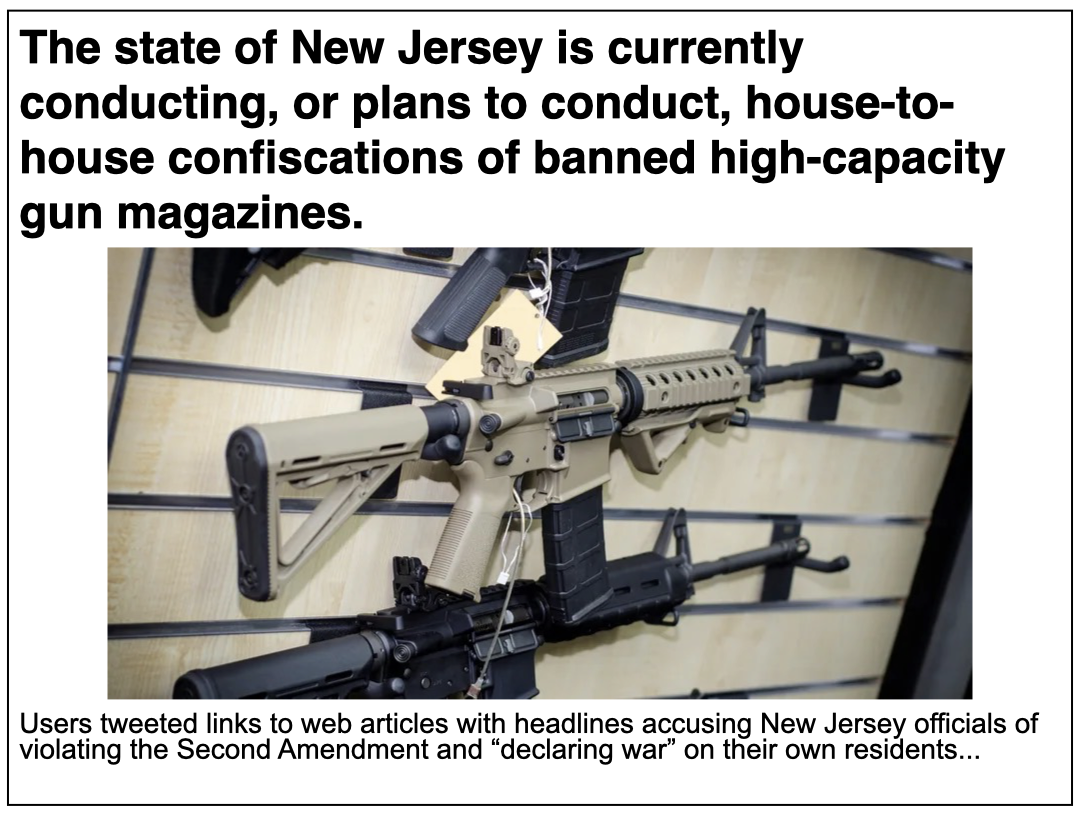 The state of New Jersey is currently
conducting, or plans to conduct, house-to-
house confiscations of banned high-capacity
gun magazines.
Users tweeted links to web articles with headlines accusing New Jersey officials of
violating the Second Amendment and “declaring war” on their own residents...